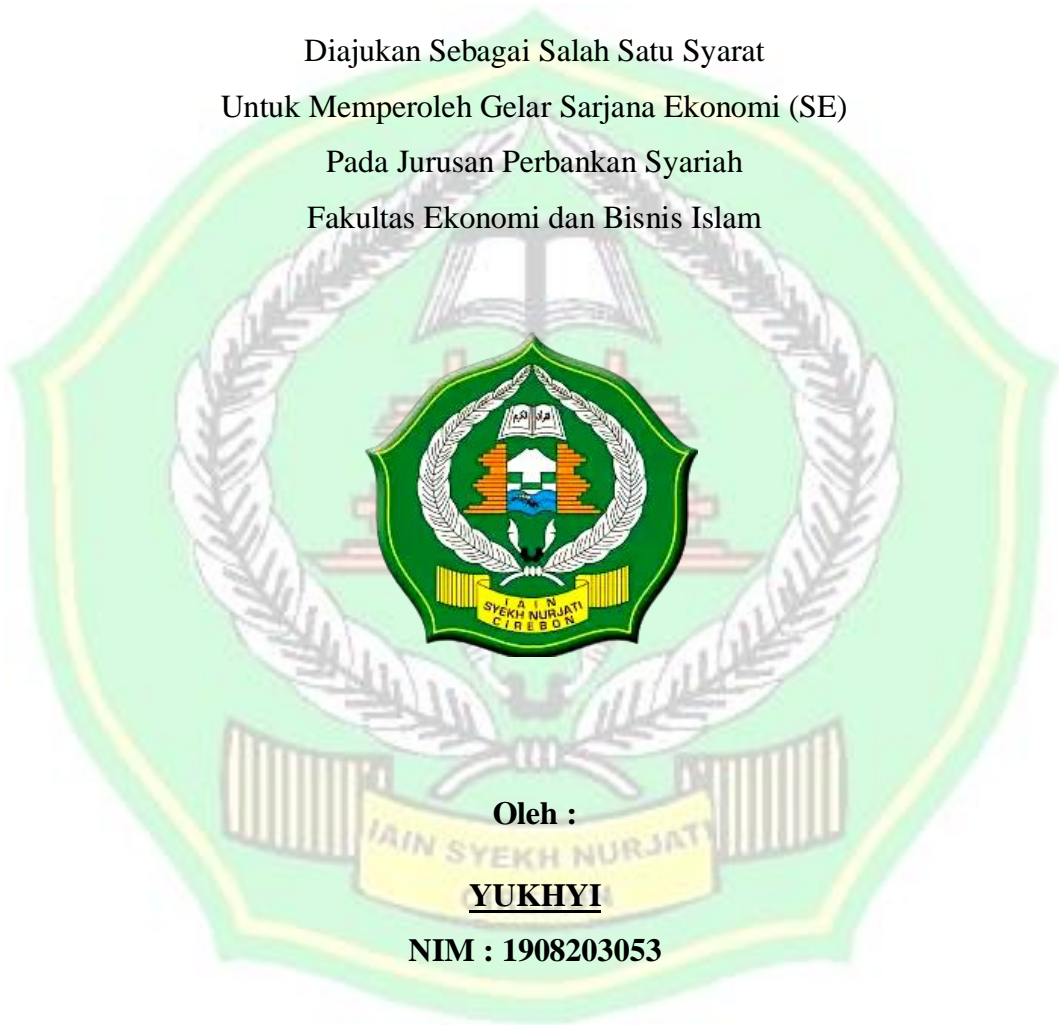 Diajukan Sebagai Salah Satu Syarat
Untuk Memperoleh Gelar Sarjana Ekonomi (SE)
Pada Jurusan Perbankan Syariah
Fakultas Ekonomi dan Bisnis Islam
IAIN
SYEKH NURJATI
CIREBON
Oleh :
IAIN SYEKH NURJATI
YUKHYI
NIM : 1908203053